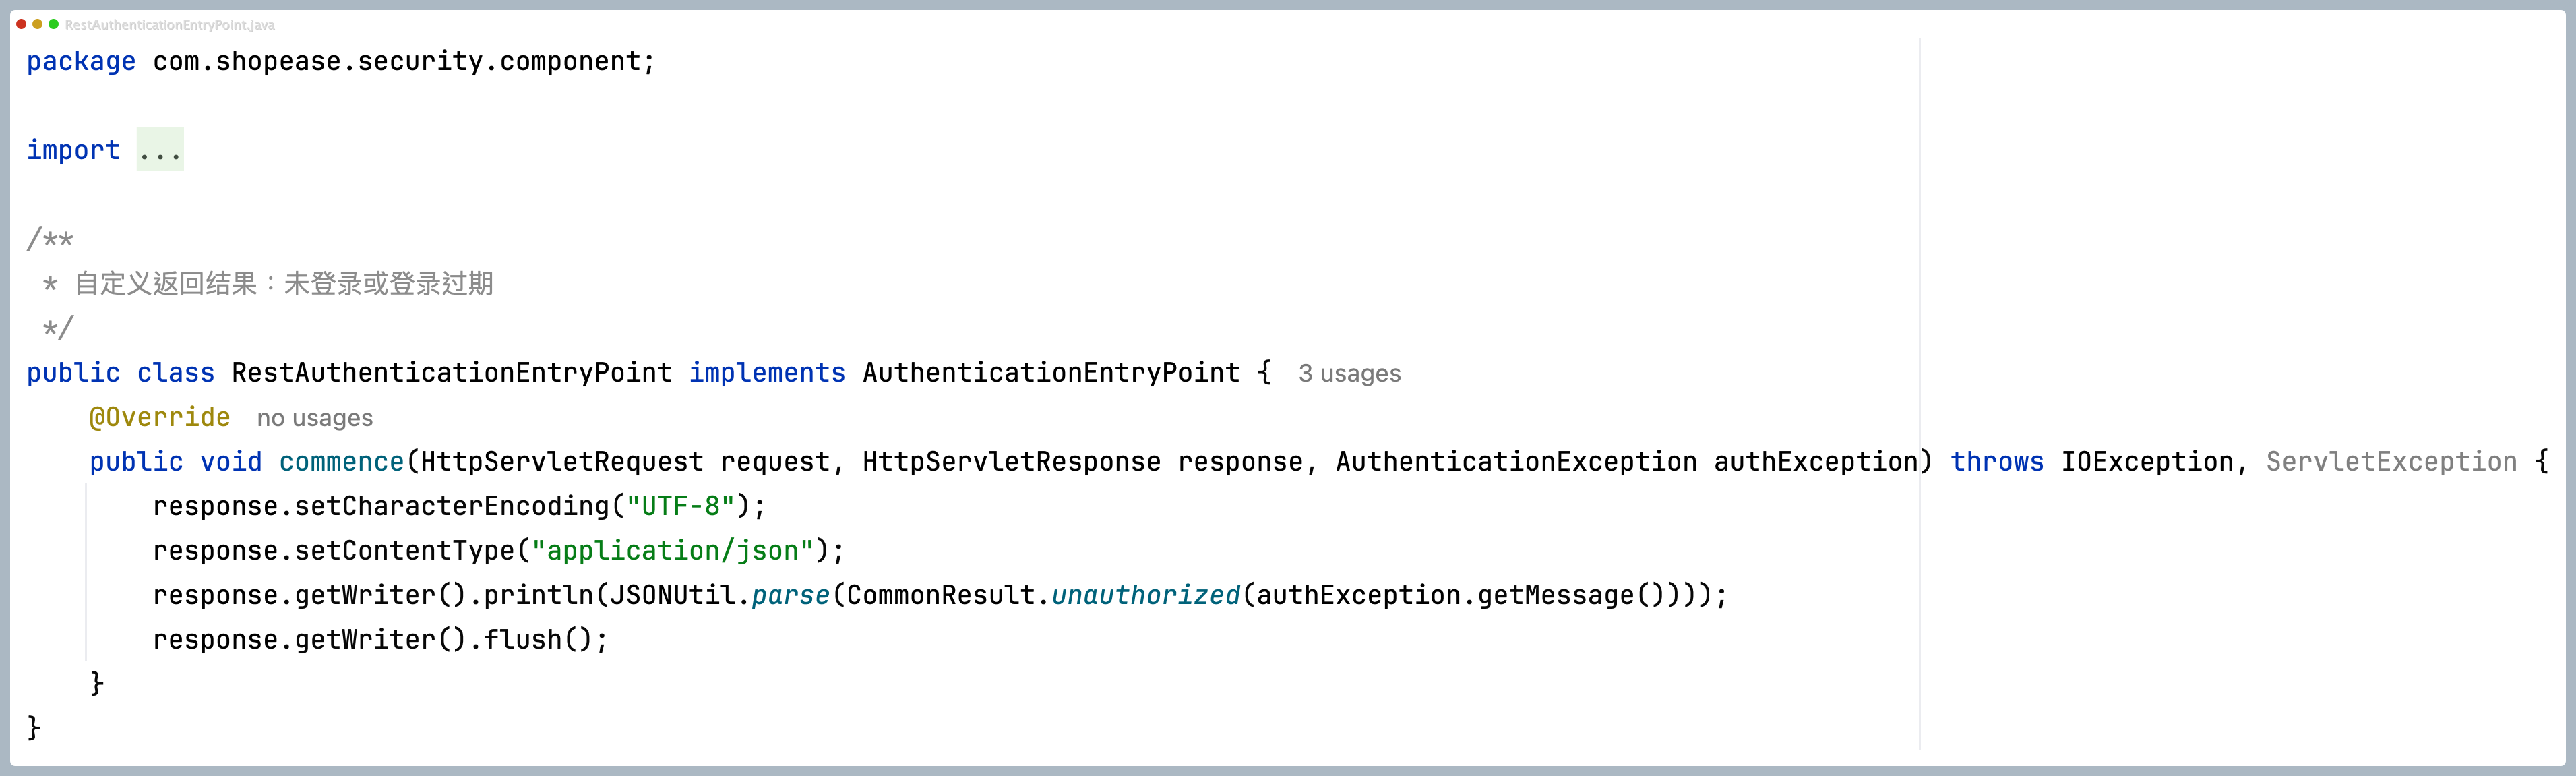 RestAuthenticationEntryPoint.java
package com.shopease.security.component;
import ...
/**
 * 自定义返回结果：未登录或登录过期
 */
public class RestAuthenticationEntryPoint implements AuthenticationEntryPoint { 3 usages
    @Override no usages
    public void commence(HttpServletRequest request, HttpServletResponse response, AuthenticationException authException) throws IOException, ServletException {
        response.setCharacterEncoding("UTF-8");
        response.setContentType("application/json");
        response.getWriter().println(JSONUtil.parse(CommonResult.unauthorized(authException.getMessage())));
        response.getWriter().flush();
    }
}